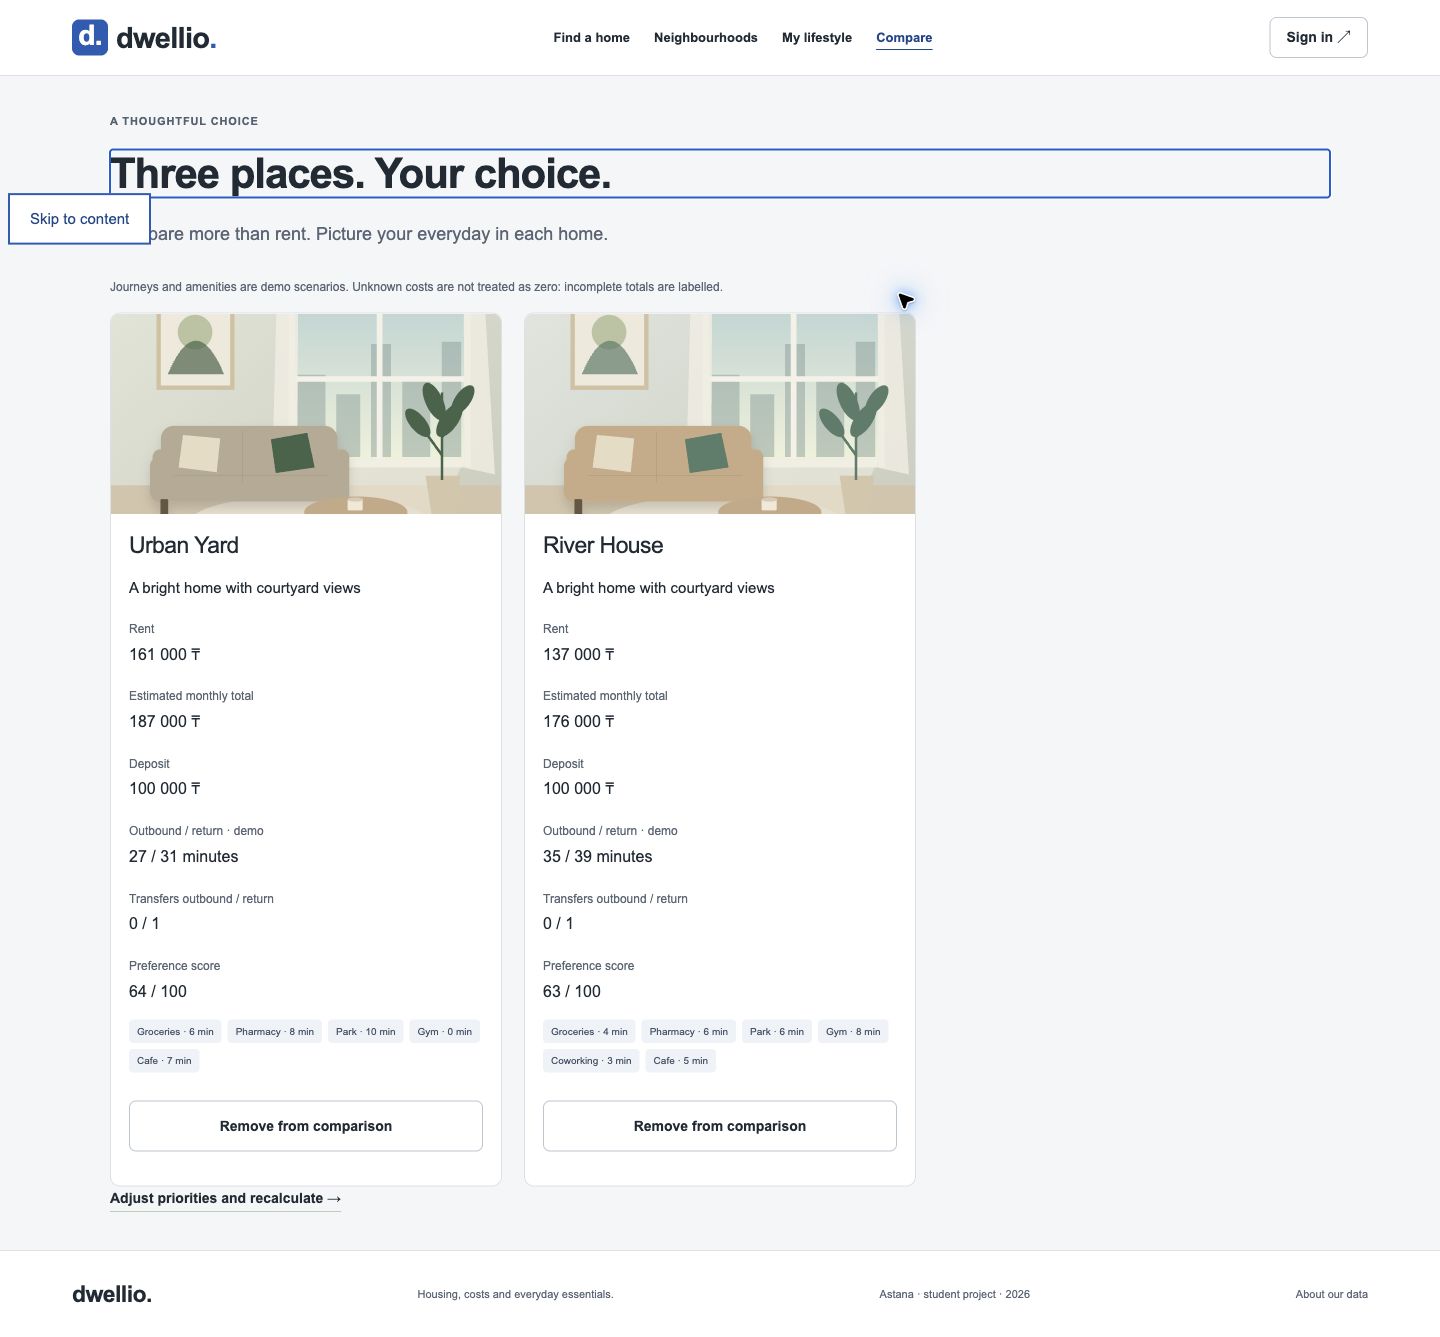 d. dwellio.
Find a home Neighbourhoods My lifestyle Compare
Sign in ↗
A THOUGHTFUL CHOICE
Three places. Your choice.
Skip to content
pare more than rent. Picture your everyday in each home.
Journeys and amenities are demo scenarios. Unknown costs are not treated as zero: incomplete totals are labelled.
Urban Yard
A bright home with courtyard views
Rent
161 000 ₸
Estimated monthly total
187 000 ₸
Deposit
100 000 ₸
Outbound / return · demo
27 / 31 minutes
Transfers outbound / return
0 / 1
Preference score
64 / 100
Groceries · 6 min Pharmacy · 8 min Park · 10 min Gym · 0 min
Cafe · 7 min
Remove from comparison
River House
A bright home with courtyard views
Rent
137 000 ₸
Estimated monthly total
176 000 ₸
Deposit
100 000 ₸
Outbound / return · demo
35 / 39 minutes
Transfers outbound / return
0 / 1
Preference score
63 / 100
Groceries · 4 min Pharmacy · 6 min Park · 6 min Gym · 8 min
Coworking · 3 min Cafe · 5 min
Remove from comparison
Adjust priorities and recalculate →
dwellio.
Housing, costs and everyday essentials.
Astana · student project · 2026
About our data